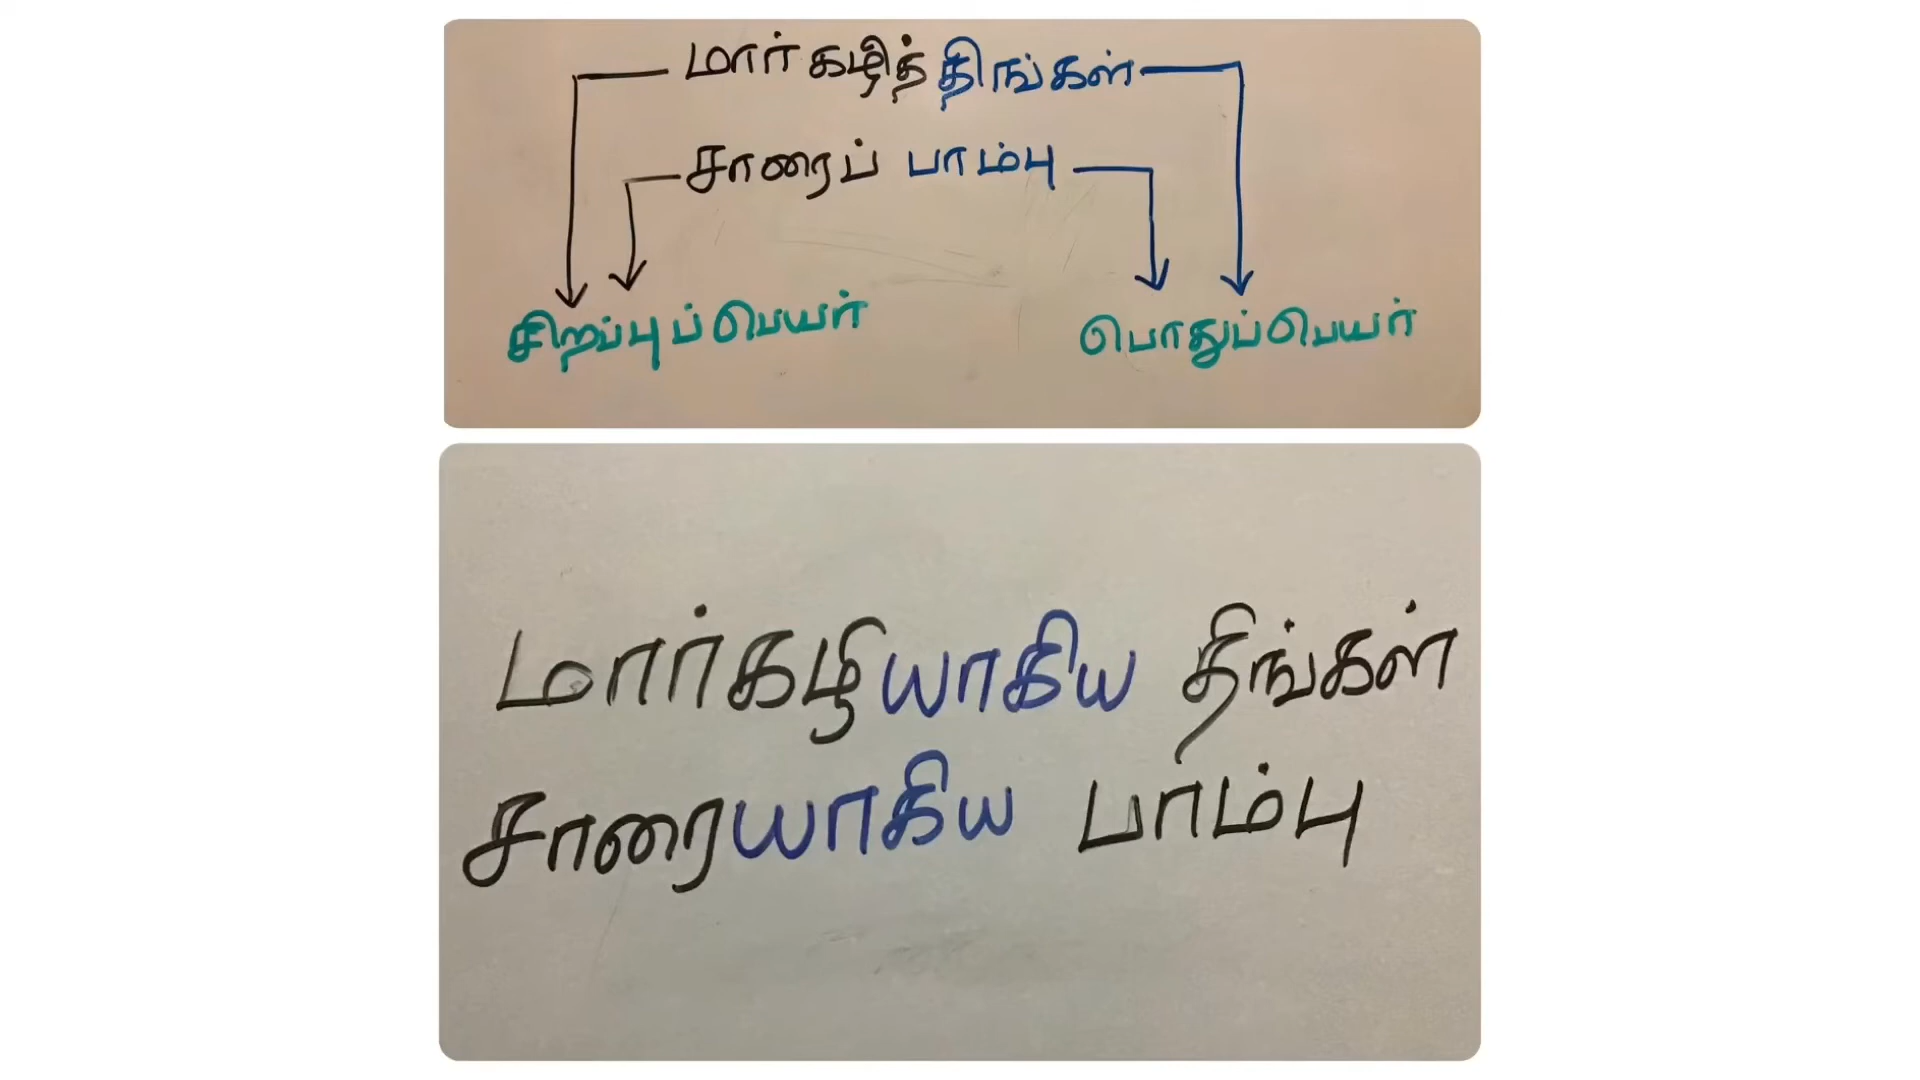 மார்கழித்திங்கள்
சாரைப் பாம்பு
சிறப்புப்பெயர் பொதுப்பெயர்
மார்கழியாகிய திங்கள்
சாரையாகிய பாம்பு